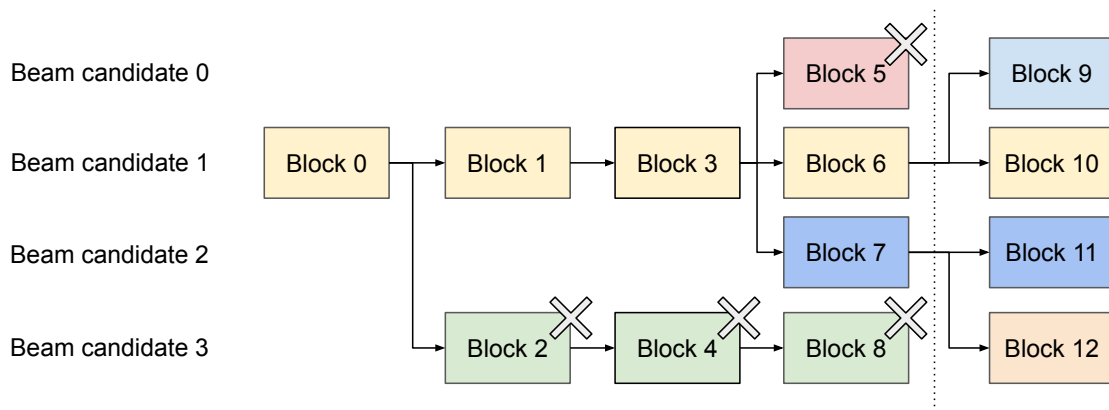 Beam candidate 0
Block 5
Block 9
Beam candidate 1
Block 0
Block 1
Block 3
Block 6
Block 10
Beam candidate 2
Block 7
Block 11
Beam candidate 3
Block 2
Block 4
Block 8
Block 12